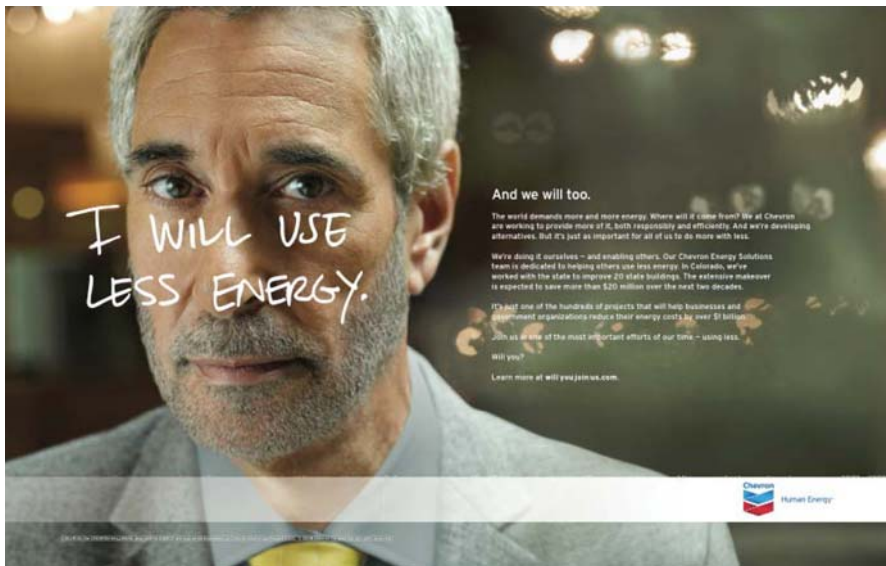 I WILL USE
LESS ENERGY.
And we will too.
The world demands more and more energy. Where will it come from? We at Chevron
are working to provide more of it, both responsibly and efficiently. And we're developing
alternatives. But it's just as important for all of us to do more with less.
We're doing it ourselves – and enabling others. Our Chevron Energy Solutions
team is dedicated to helping others use less energy. In Colorado, we've
worked with the state to improve 20 state buildings. The extensive makeover
is expected to save more than $20 million over the next two decades.
It's just one of the hundreds of projects that will help businesses and
government organizations reduce their energy costs by over $1 billion.
Join us in one of the most important efforts of our time – using less.
Will you?
Learn more at willyoujoinus.com.
Chevron
Human Energy